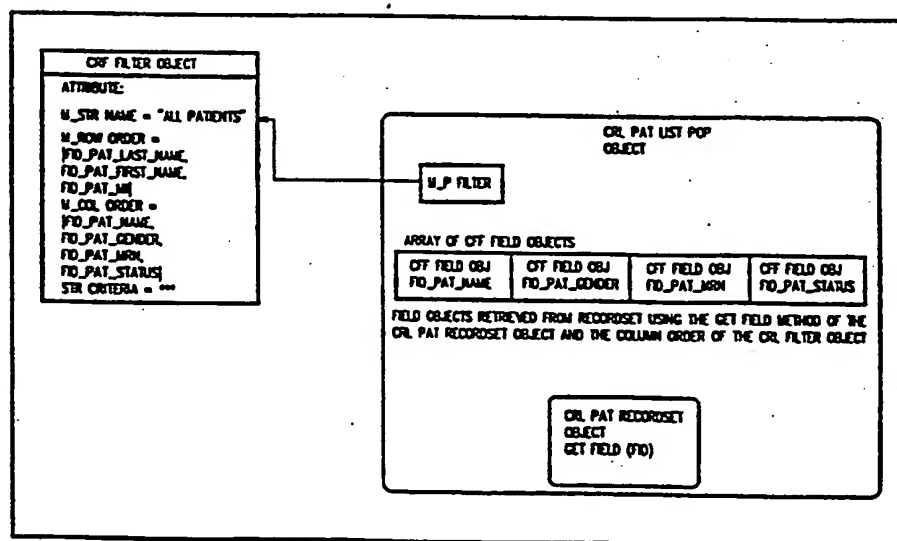 CRF FILTER OBJECT
ATTRIBUTE:
M_STR NAME = "ALL PATIENTS"
M_ROW ORDER =
[FID_PAT_LAST_NAME,
FID_PAT_FIRST_NAME,
FID_PAT_MI]
M_COL ORDER =
[FID_PAT_NAME,
FID_PAT_GENDER,
FID_PAT_MRN,
FID_PAT_STATUS]
STR CRITERIA = ""
CRL PAT LIST POP
OBJECT
M_P FILTER
ARRAY OF CFF FIELD OBJECTS
CFF FIELD OBJ
FID_PAT_NAME
CFF FIELD OBJ
FID_PAT_GENDER
CFF FIELD OBJ
FID_PAT_MRN
CFF FIELD OBJ
FID_PAT_STATUS
FIELD OBJECTS RETRIEVED FROM RECORDSET USING THE GET FIELD METHOD OF THE
CRL PAT RECORDSET OBJECT AND THE COLUMN ORDER OF THE CRL FILTER OBJECT
CRL PAT RECORDSET
OBJECT
GET FIELD (FID)